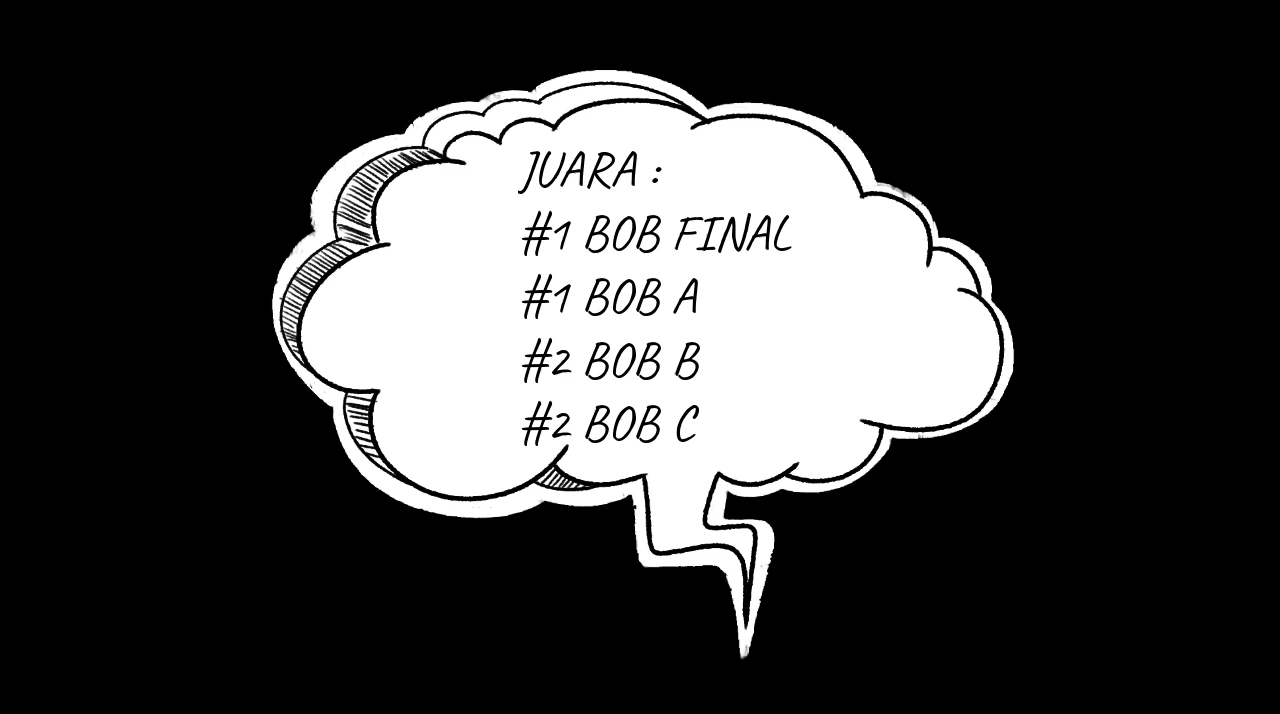 JUARA :
#1 BOB FINAL
#1 BOB A
#2 BOB B
#2 BOB C